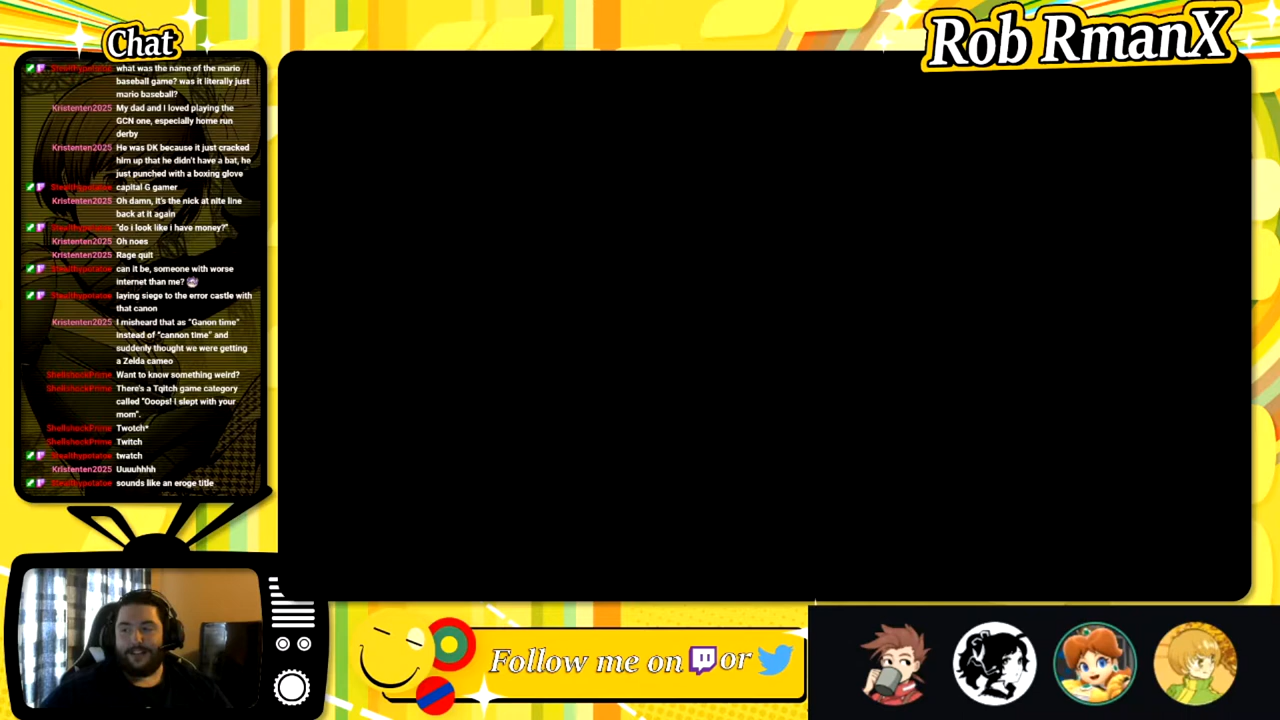 Chat
Rob RmanX
Stealthypotatoe what was the name of the mario
baseball game? was it literally just
mario baseball?
Kristenten2025 My dad and I loved playing the
GCN one, especially home run
derby
Kristenten2025 He was DK because it just cracked
him up that he didn't have a bat, he
just punched with a boxing glove
Stealthypotatoe capital G gamer
Kristenten2025 Oh damn, it's the nick at nite line
back at it again
Stealthypotatoe "do i look like i have money?"
Kristenten2025 Oh noes
Kristenten2025 Rage quit
Stealthypotatoe can it be, someone with worse
internet than me?
Stealthypotatoe laying siege to the error castle with
that canon
Kristenten2025 I misheard that as "Ganon time"
instead of "cannon time" and
suddenly thought we were getting
a Zelda cameo
ShellshockPrime Want to know something weird?
ShellshockPrime There's a Tqitch game category
called "Ooops! I slept with your
mom".
ShellshockPrime Twotch*
ShellshockPrime Twitch
Stealthypotatoe twatch
Kristenten2025 Uuuuhhhh
Stealthypotatoe sounds like an eroge title
Follow me on or